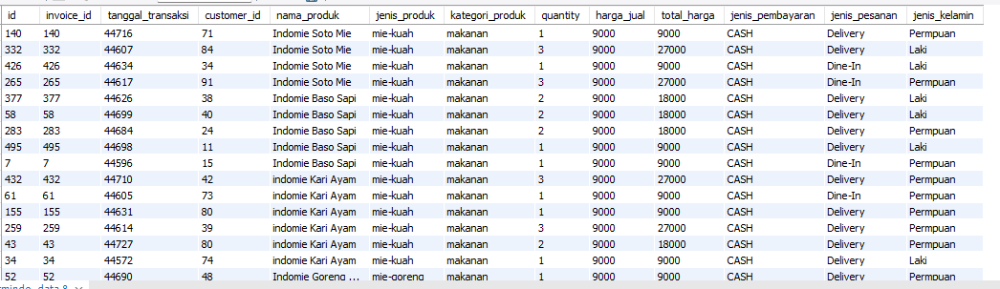 id invoice_id tanggal_transaksi customer_id nama_produk jenis_produk kategori_produk quantity harga_jual total_harga jenis_pembayaran jenis_pesanan jenis_kelamin
140 140 44716 71 Indomie Soto Mie mie-kuah makanan 1 9000 9000 CASH Delivery Permpuan
332 332 44607 84 Indomie Soto Mie mie-kuah makanan 3 9000 27000 CASH Delivery Laki
426 426 44634 34 Indomie Soto Mie mie-kuah makanan 1 9000 9000 CASH Dine-In Laki
265 265 44617 91 Indomie Soto Mie mie-kuah makanan 3 9000 27000 CASH Dine-In Permpuan
377 377 44626 38 Indomie Baso Sapi mie-kuah makanan 2 9000 18000 CASH Delivery Laki
58 58 44699 40 Indomie Baso Sapi mie-kuah makanan 2 9000 18000 CASH Delivery Laki
283 283 44684 24 Indomie Baso Sapi mie-kuah makanan 2 9000 18000 CASH Delivery Permpuan
495 495 44698 11 Indomie Baso Sapi mie-kuah makanan 1 9000 9000 CASH Delivery Laki
7 7 44596 15 Indomie Baso Sapi mie-kuah makanan 1 9000 9000 CASH Dine-In Permpuan
432 432 44710 42 indomie Kari Ayam mie-kuah makanan 3 9000 27000 CASH Delivery Permpuan
61 61 44605 73 indomie Kari Ayam mie-kuah makanan 1 9000 9000 CASH Dine-In Permpuan
155 155 44631 80 indomie Kari Ayam mie-kuah makanan 1 9000 9000 CASH Delivery Permpuan
259 259 44614 39 indomie Kari Ayam mie-kuah makanan 3 9000 27000 CASH Delivery Permpuan
43 43 44727 80 indomie Kari Ayam mie-kuah makanan 2 9000 18000 CASH Delivery Permpuan
34 34 44572 74 indomie Kari Ayam mie-kuah makanan 1 9000 9000 CASH Delivery Laki
52 52 44690 48 Indomie Goreng ... mie-goreng makanan 1 9000 9000 CASH Delivery Permpuan